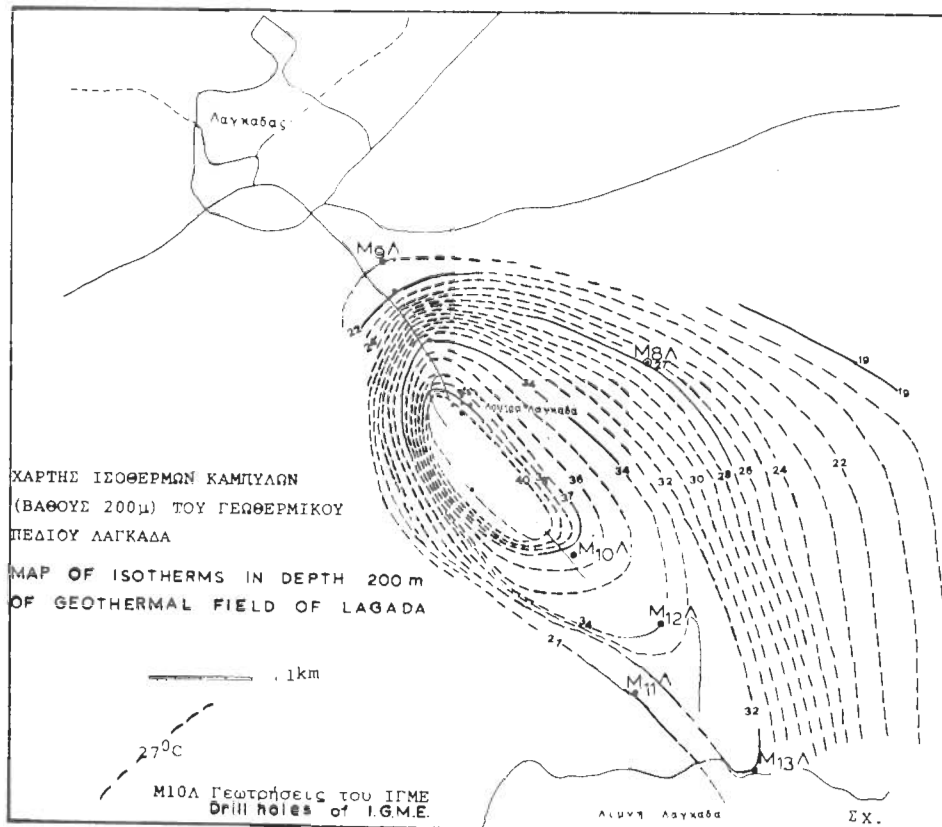 Λαγκαδας
Μ9Λ
22
Μ8Λ
27
19
19
34
Λουτρα Λαγκαδα
40
36
37
34
32
30
28
26
24
22
ΧΑΡΤΗΣ ΙΣΟΘΕΡΜΩΝ ΚΑΜΠΥΛΩΝ
(ΒΑΘΟΥΣ 200μ) ΤΟΥ ΓΕΩΘΕΡΜΙΚΟΥ
ΠΕΔΙΟΥ ΛΑΓΚΑΔΑ
Μ10Λ
MAP OF ISOTHERMS IN DEPTH 200 m
OF GEOTHERMAL FIELD OF LAGADA
34
Μ12Λ
27
1km
Μ11Λ
32
27⁰C
Μ13Λ
Μ10Λ Γεωτρήσεις του ΙΓΜΕ
Drill holes of I.G.M.E.
Λιμνη Λαγκαδα
Σχ.